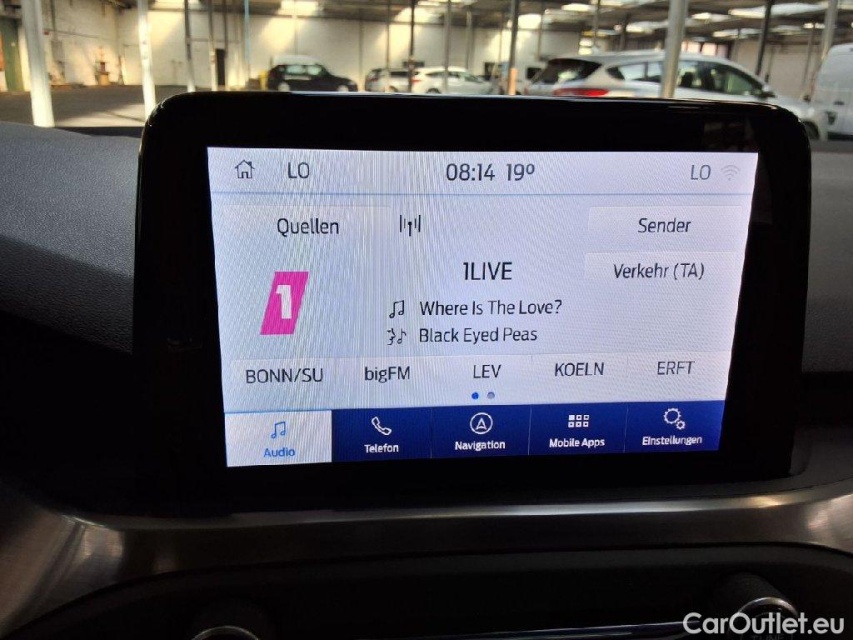 LO 08:14 19° LO
Quellen Sender
1LIVE Verkehr (TA)
1
Where Is The Love?
Black Eyed Peas
BONN/SU bigFM LEV KOELN ERFT
Audio Telefon Navigation Mobile Apps Einstellungen
CarOutlet.eu